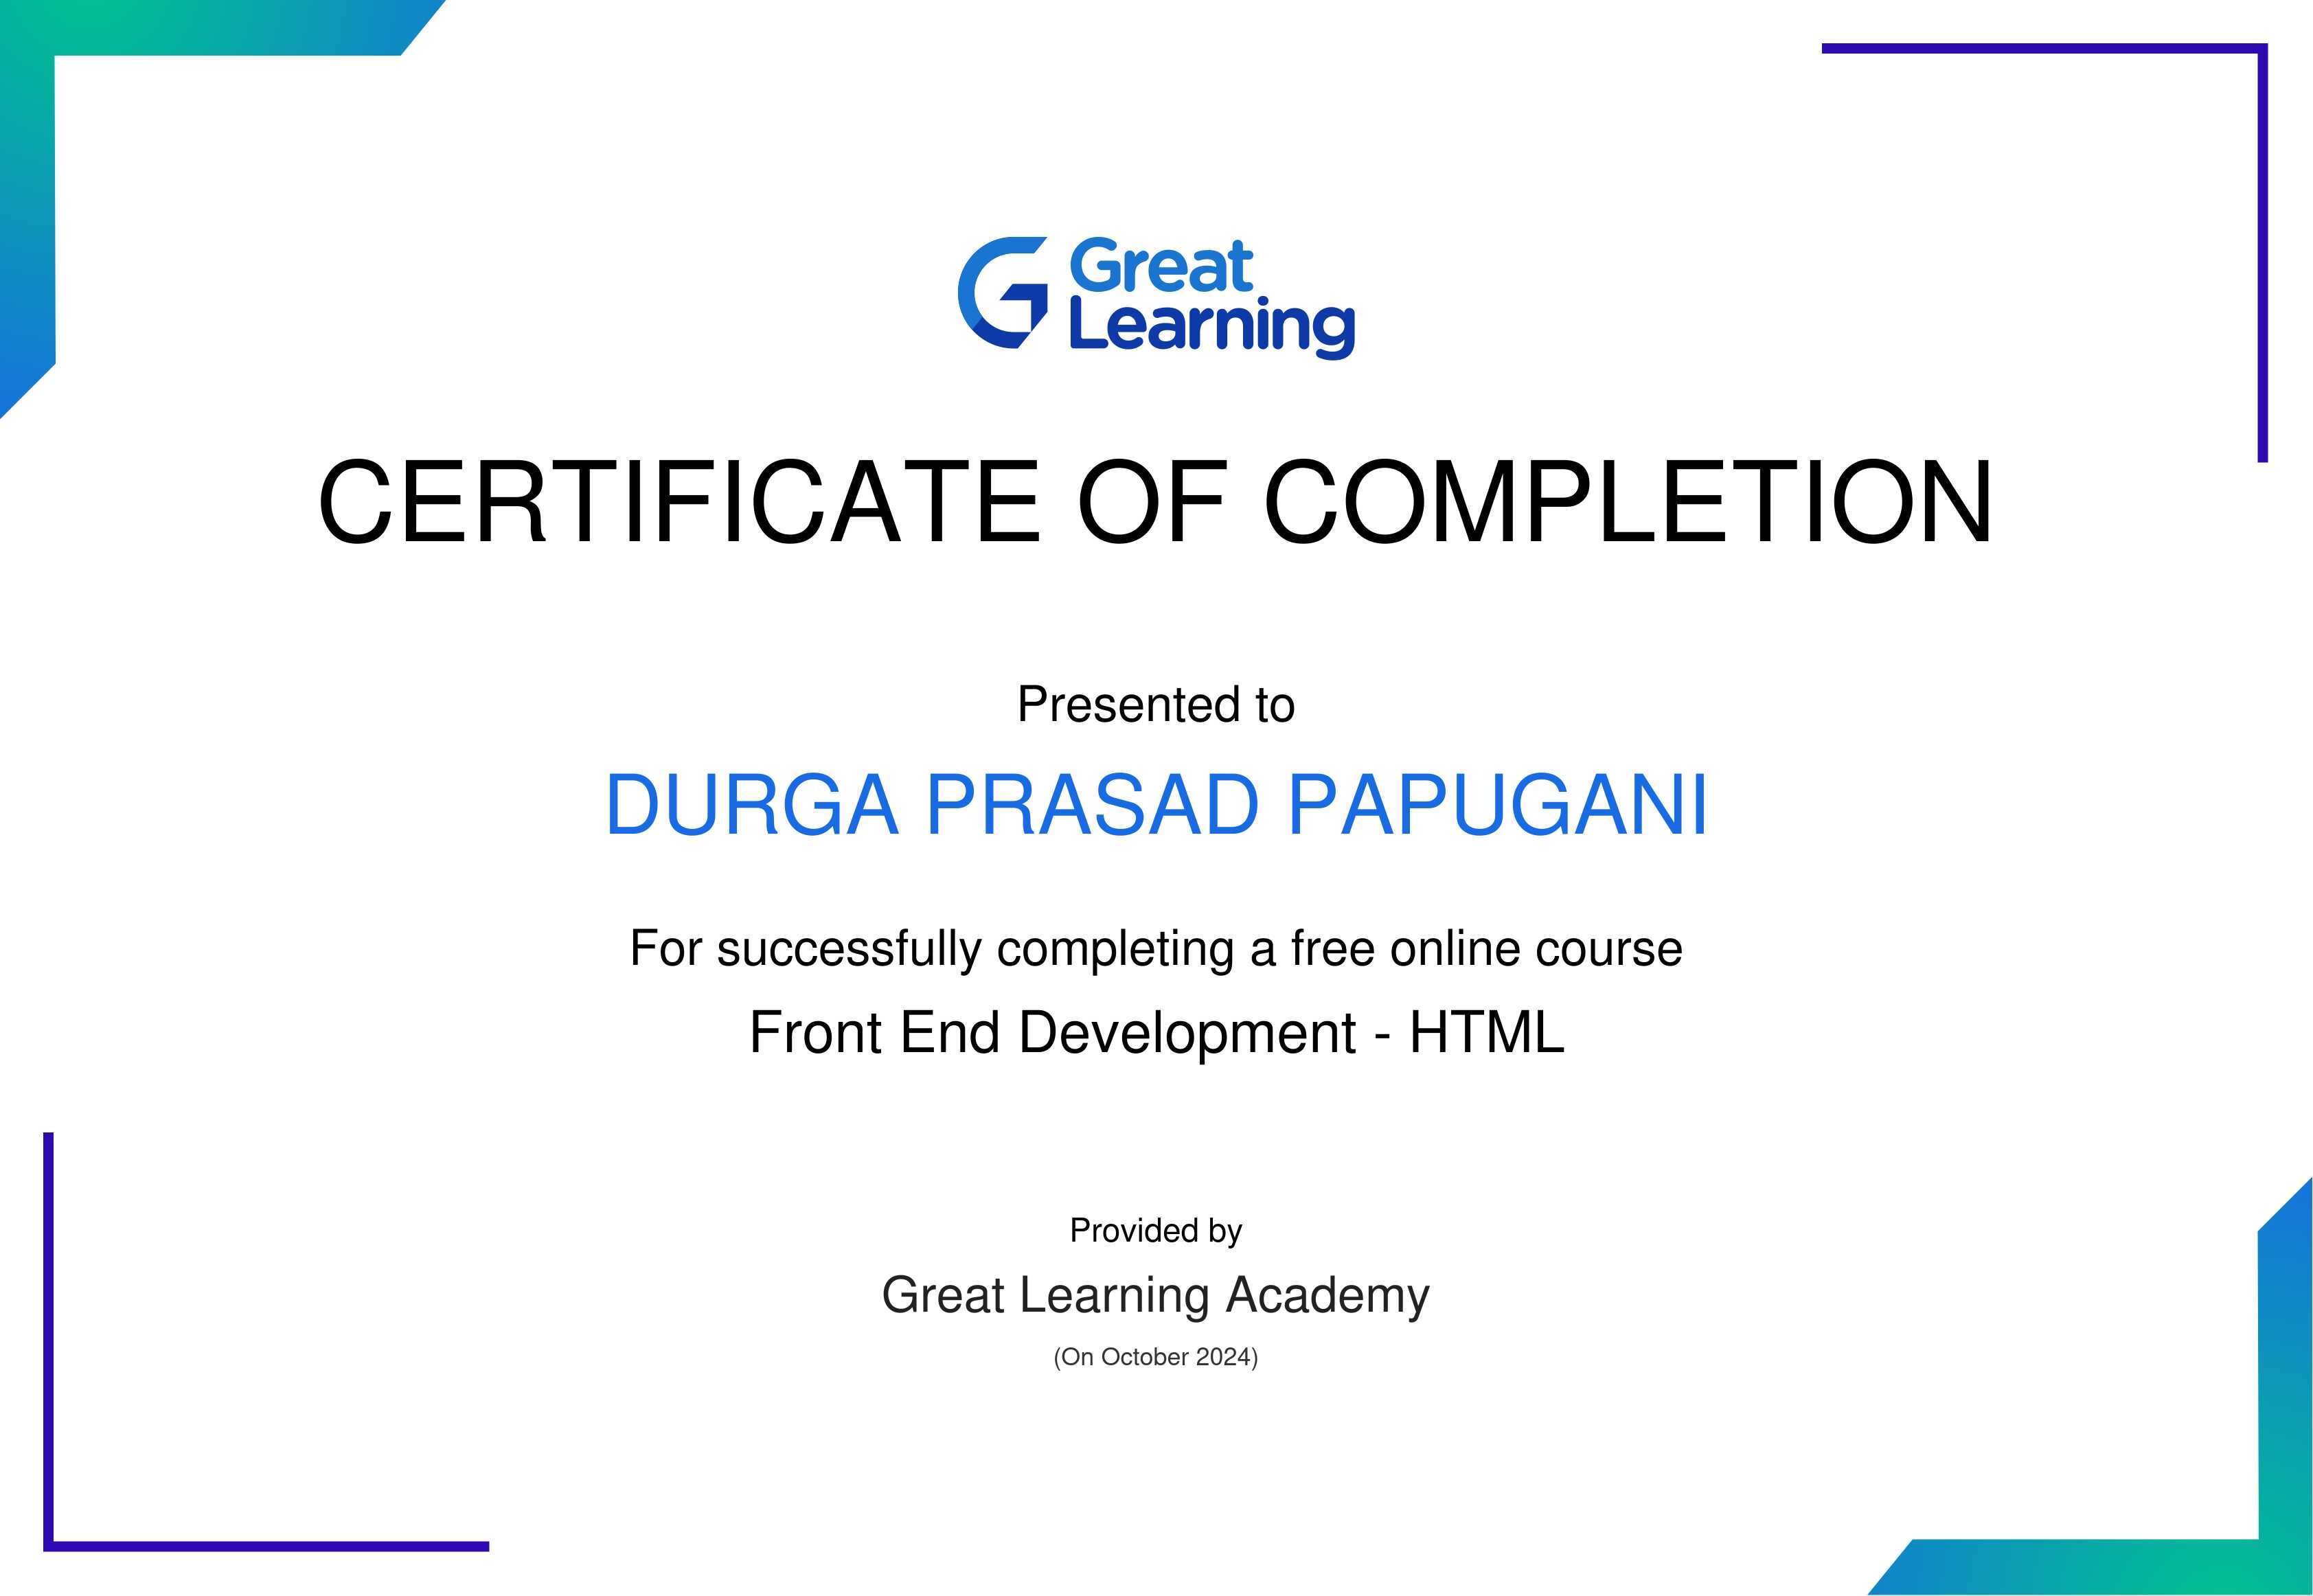 Great
Learning
CERTIFICATE OF COMPLETION
Presented to
DURGA PRASAD PAPUGANI
For successfully completing a free online course
Front End Development - HTML
Provided by
Great Learning Academy
(On October 2024)